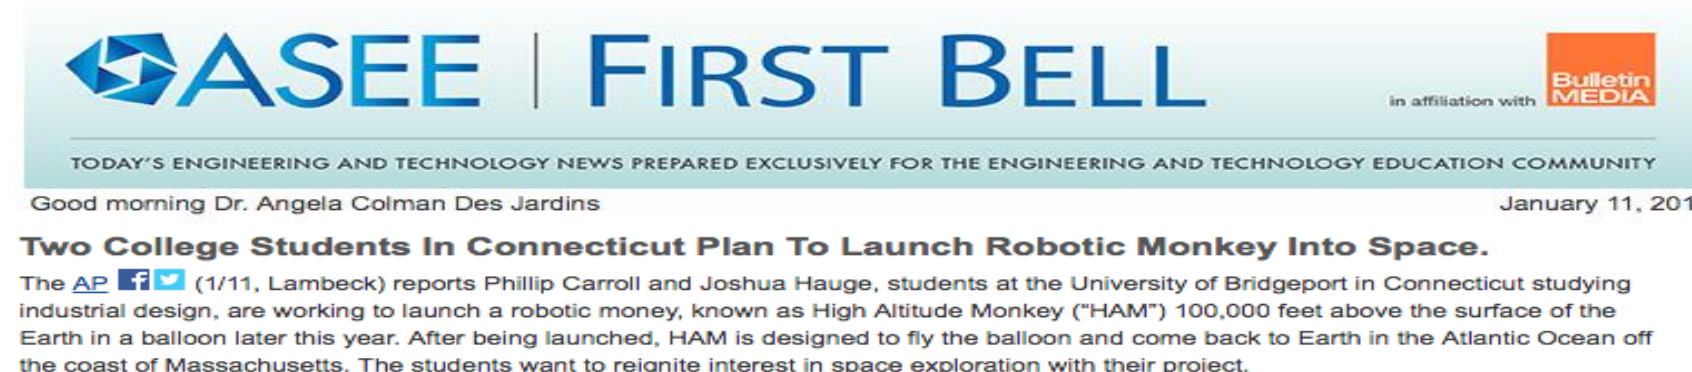 ASEE | FIRST BELL
in affiliation with Bulletin MEDIA
TODAY'S ENGINEERING AND TECHNOLOGY NEWS PREPARED EXCLUSIVELY FOR THE ENGINEERING AND TECHNOLOGY EDUCATION COMMUNITY
Good morning Dr. Angela Colman Des Jardins January 11, 201
Two College Students In Connecticut Plan To Launch Robotic Monkey Into Space.
The AP (1/11, Lambeck) reports Phillip Carroll and Joshua Hauge, students at the University of Bridgeport in Connecticut studying
industrial design, are working to launch a robotic money, known as High Altitude Monkey (“HAM”) 100,000 feet above the surface of the
Earth in a balloon later this year. After being launched, HAM is designed to fly the balloon and come back to Earth in the Atlantic Ocean off
the coast of Massachusetts. The students want to reignite interest in space exploration with their project.